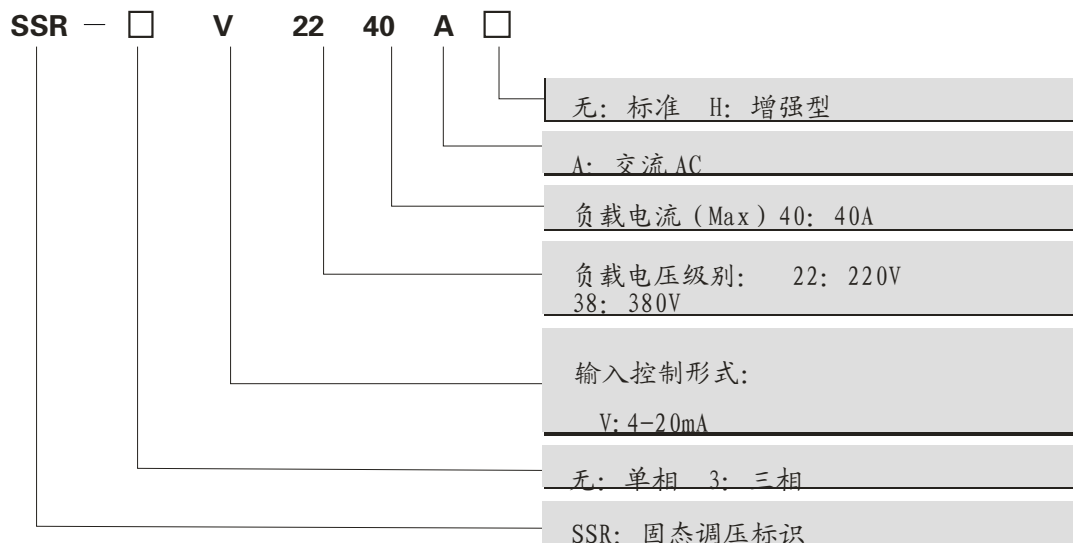 SSR — □ V 22 40 A □
无: 标准 H: 增强型
A: 交流 AC
负载电流 (Max) 40: 40A
负载电压级别: 22: 220V
38: 380V
输入控制形式:
V: 4-20mA
无: 单相 3: 三相
SSR: 固态调压标识